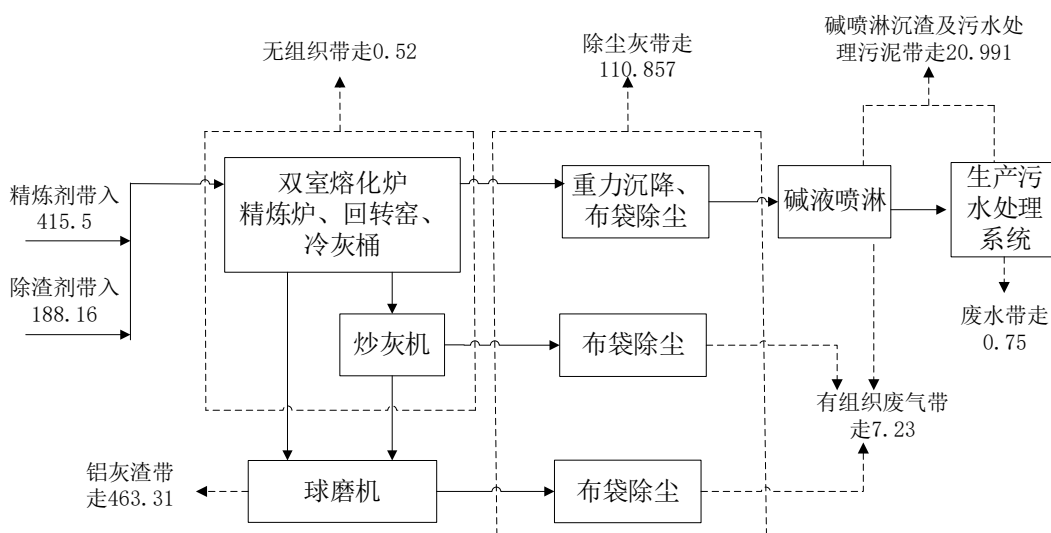 无组织带走0.52
除尘灰带走
110.857
碱喷淋沉渣及污水处
理污泥带走20.991
精炼剂带入
415.5
除渣剂带入
188.16
双室熔化炉
精炼炉、回转窑、
冷灰桶
重力沉降、
布袋除尘
碱液喷淋
生产污
水处理
系统
炒灰机
布袋除尘
废水带走
0.75
有组织废气带
走7.23
铝灰渣带
走463.31
球磨机
布袋除尘